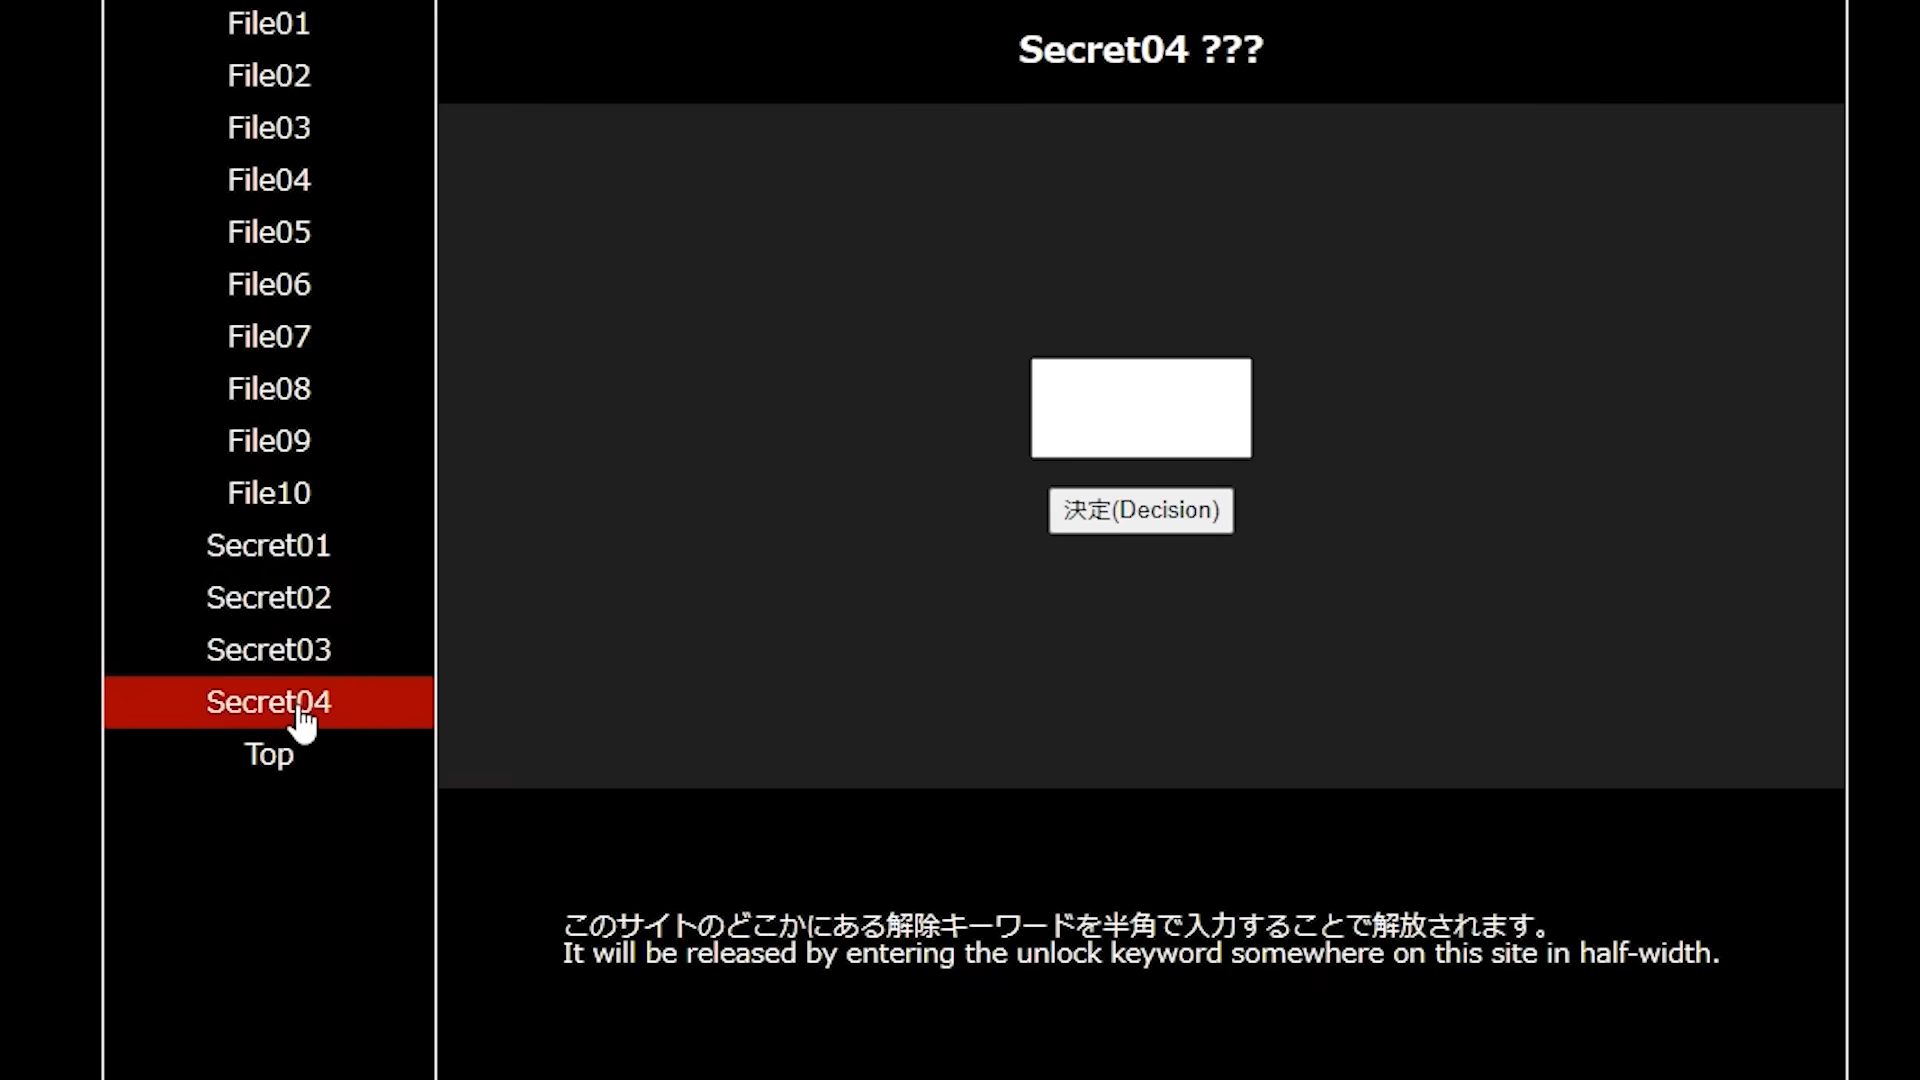 File01
File02
File03
File04
File05
File06
File07
File08
File09
File10
Secret01
Secret02
Secret03
Secret04
Top
Secret04 ???
決定(Decision)
このサイトのどこかにある解除キーワードを半角で入力することで解放されます。
It will be released by entering the unlock keyword somewhere on this site in half-width.